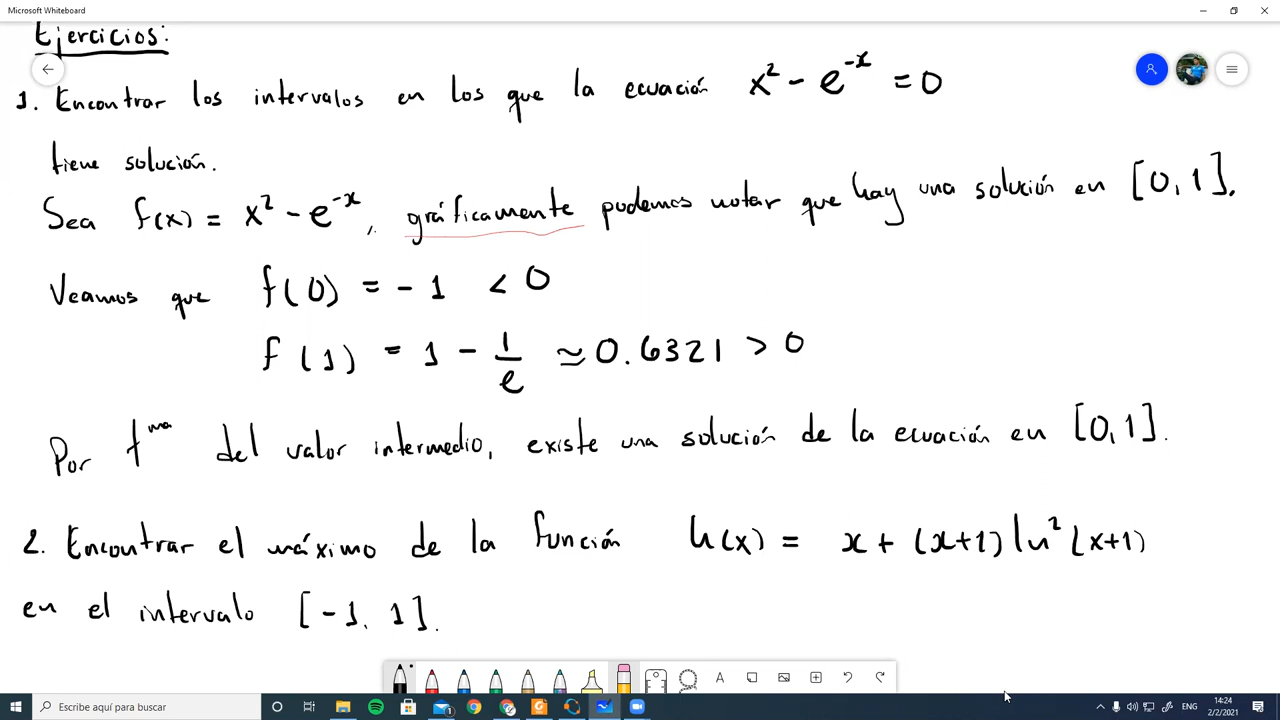 Microsoft Whiteboard
Ejercicios:
1. Encontrar los intervalos en los que la ecuación x² - e^-x = 0
tiene solución.
Sea f(x) = x² - e^-x, gráficamente podemos notar que hay una solución en [0,1].
Veamos que f(0) = -1 < 0
f(1) = 1 - 1/e ≈ 0.6321 > 0
Por t^ma del valor intermedio, existe una solución de la ecuación en [0,1].
2. Encontrar el máximo de la función h(x) = x + (x+1) ln²(x+1)
en el intervalo [-1, 1].
Escribe aquí para buscar
ENG
14:24
2/2/2021